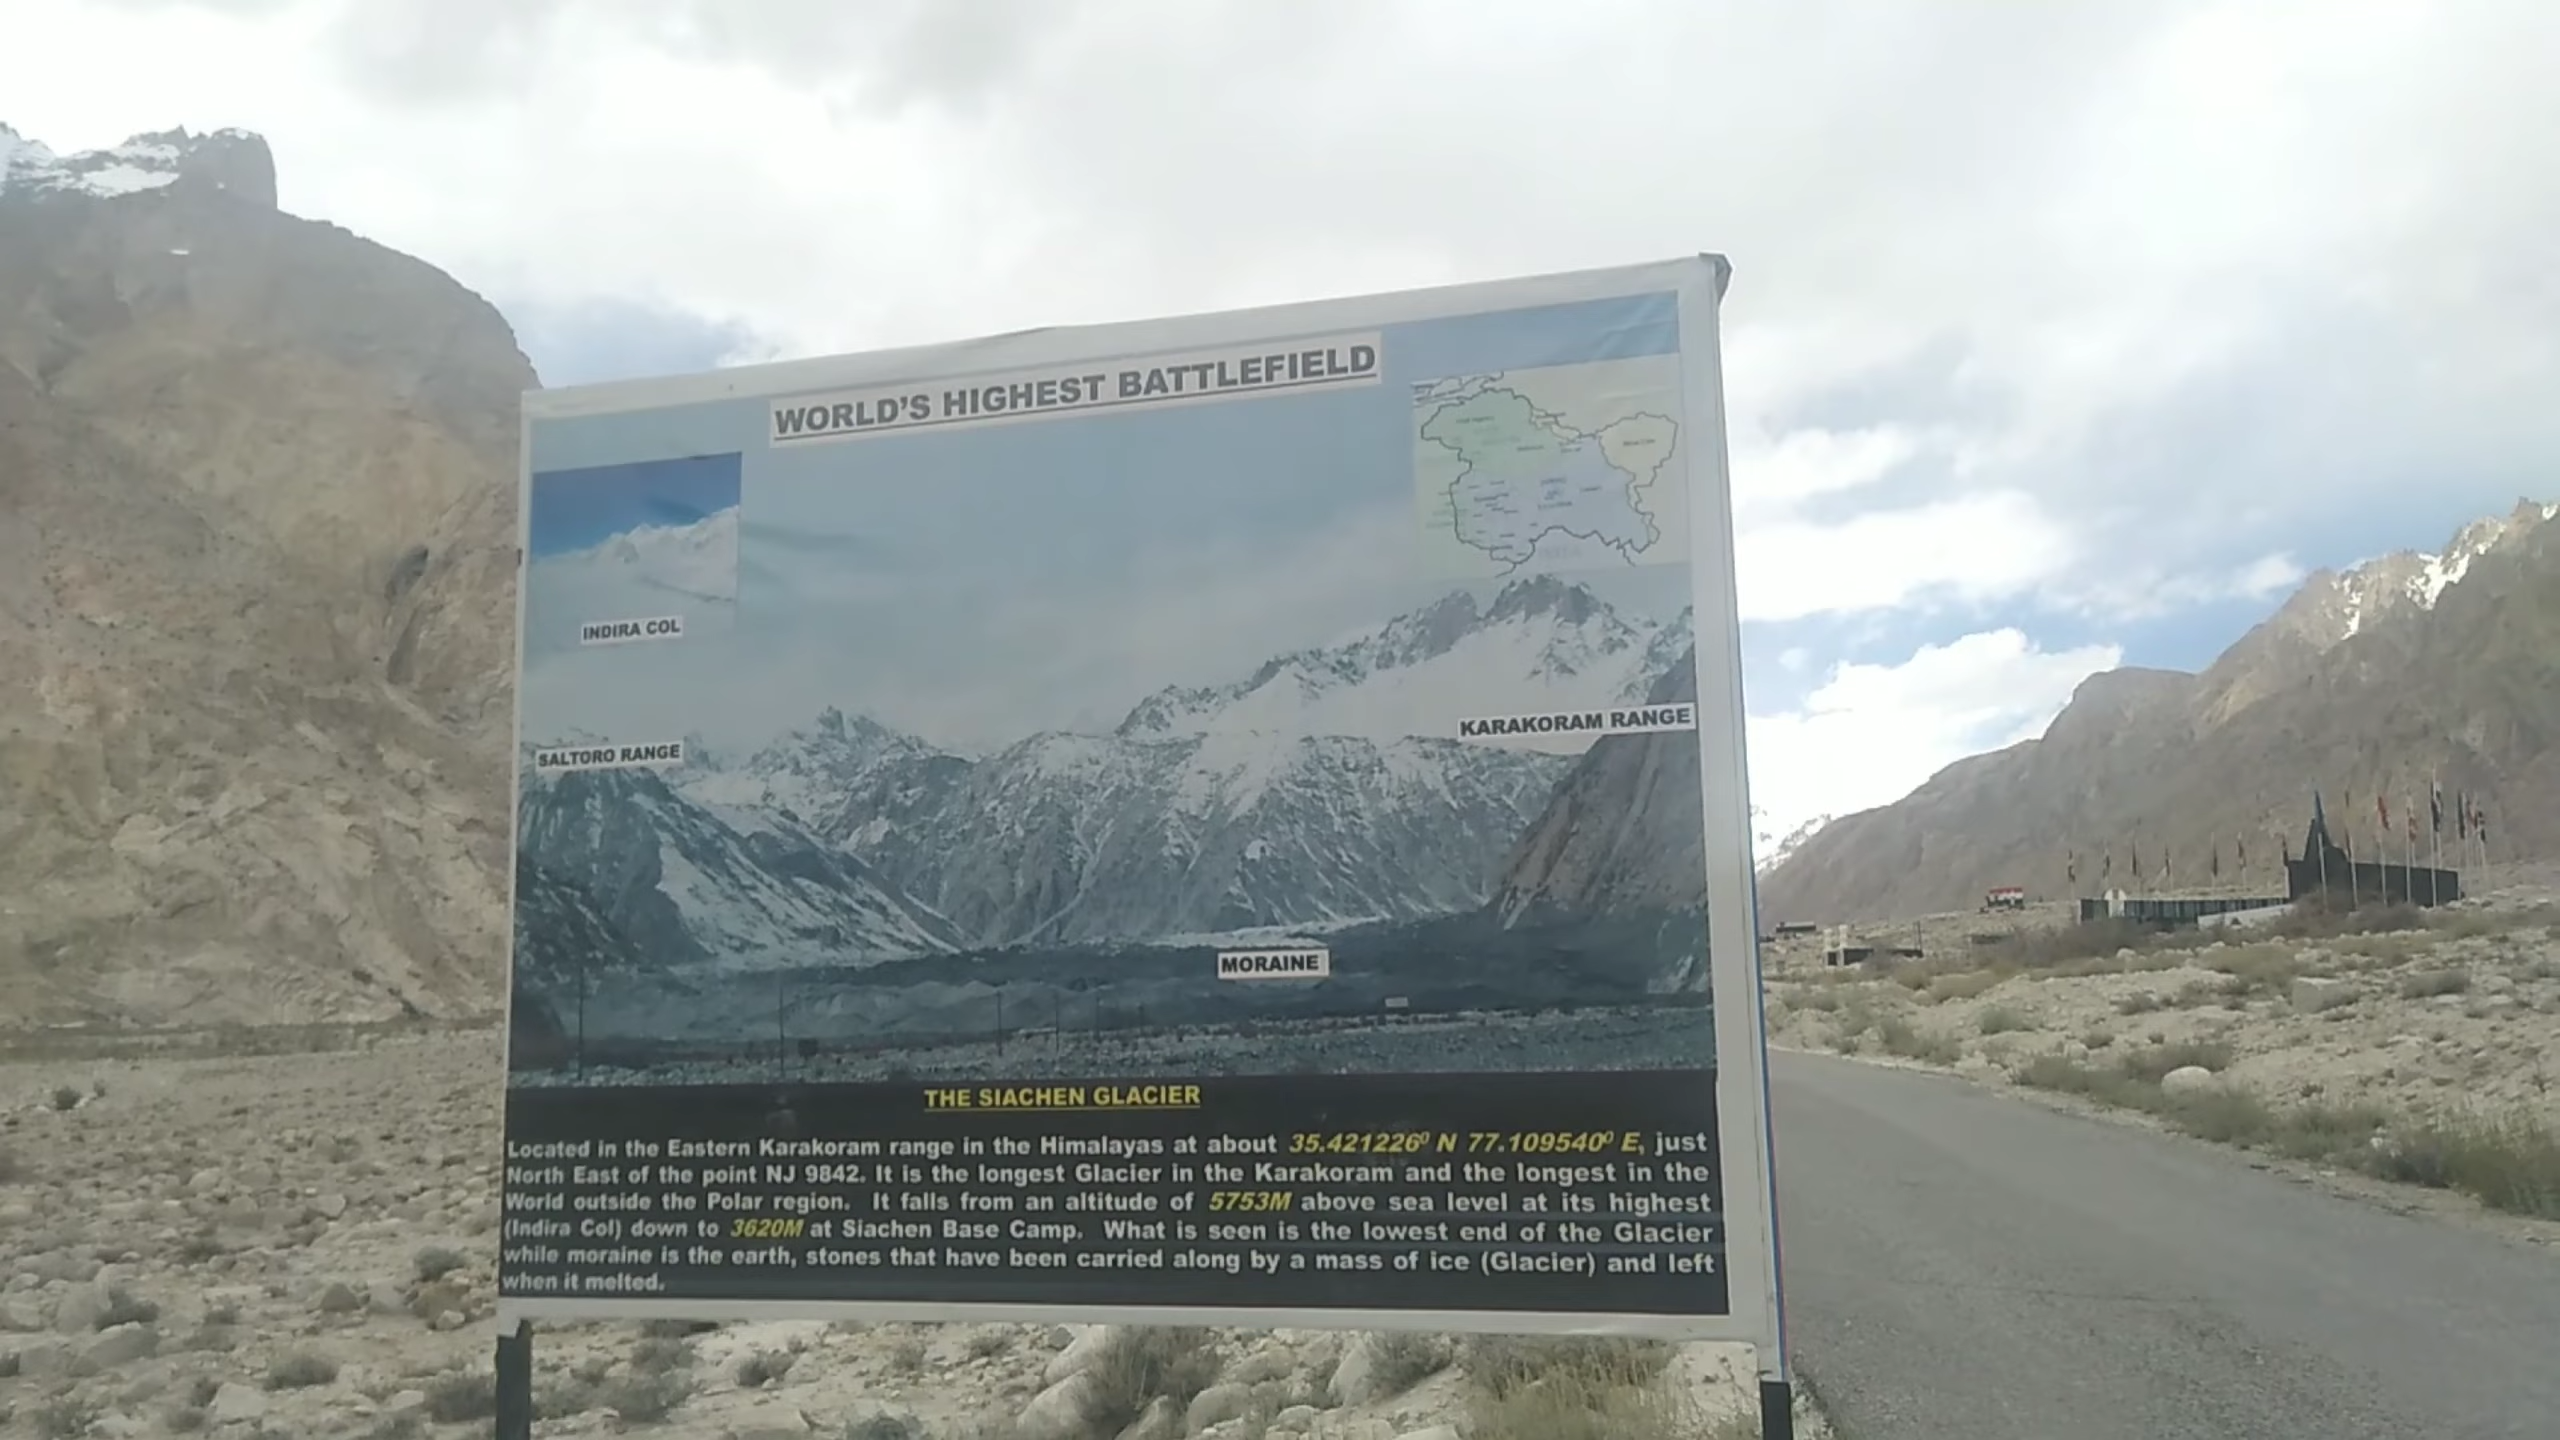 WORLD'S HIGHEST BATTLEFIELD
INDIRA COL
SALTORO RANGE
KARAKORAM RANGE
MORAINE
THE SIACHEN GLACIER
Located in the Eastern Karakoram range in the Himalayas at about 35.421226⁰ N 77.109540⁰ E, just
North East of the point NJ 9842. It is the longest Glacier in the Karakoram and the longest in the
World outside the Polar region. It falls from an altitude of 5753M above sea level at its highest
(Indira Col) down to 3620M at Siachen Base Camp. What is seen is the lowest end of the Glacier
while moraine is the earth, stones that have been carried along by a mass of ice (Glacier) and left
when it melted.